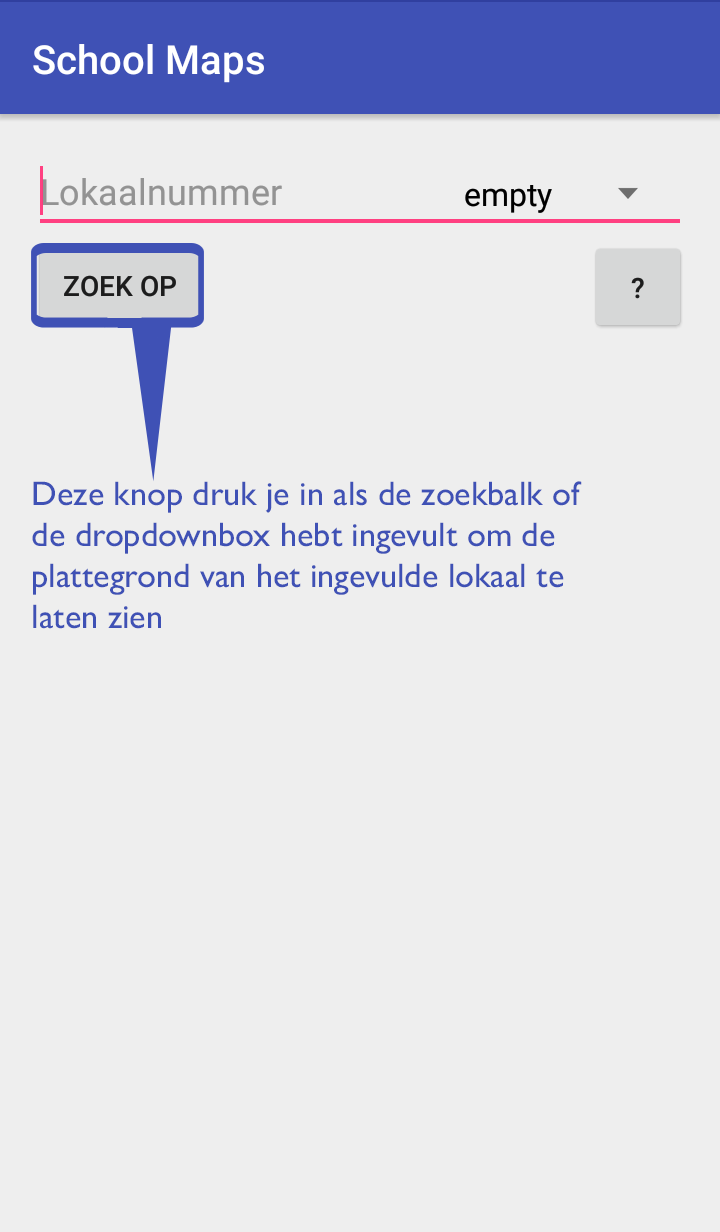 School Maps
Lokaalnummer empty
ZOEK OP ?
Deze knop druk je in als de zoekbalk of
de dropdownbox hebt ingevult om de
plattegrond van het ingevulde lokaal te
laten zien